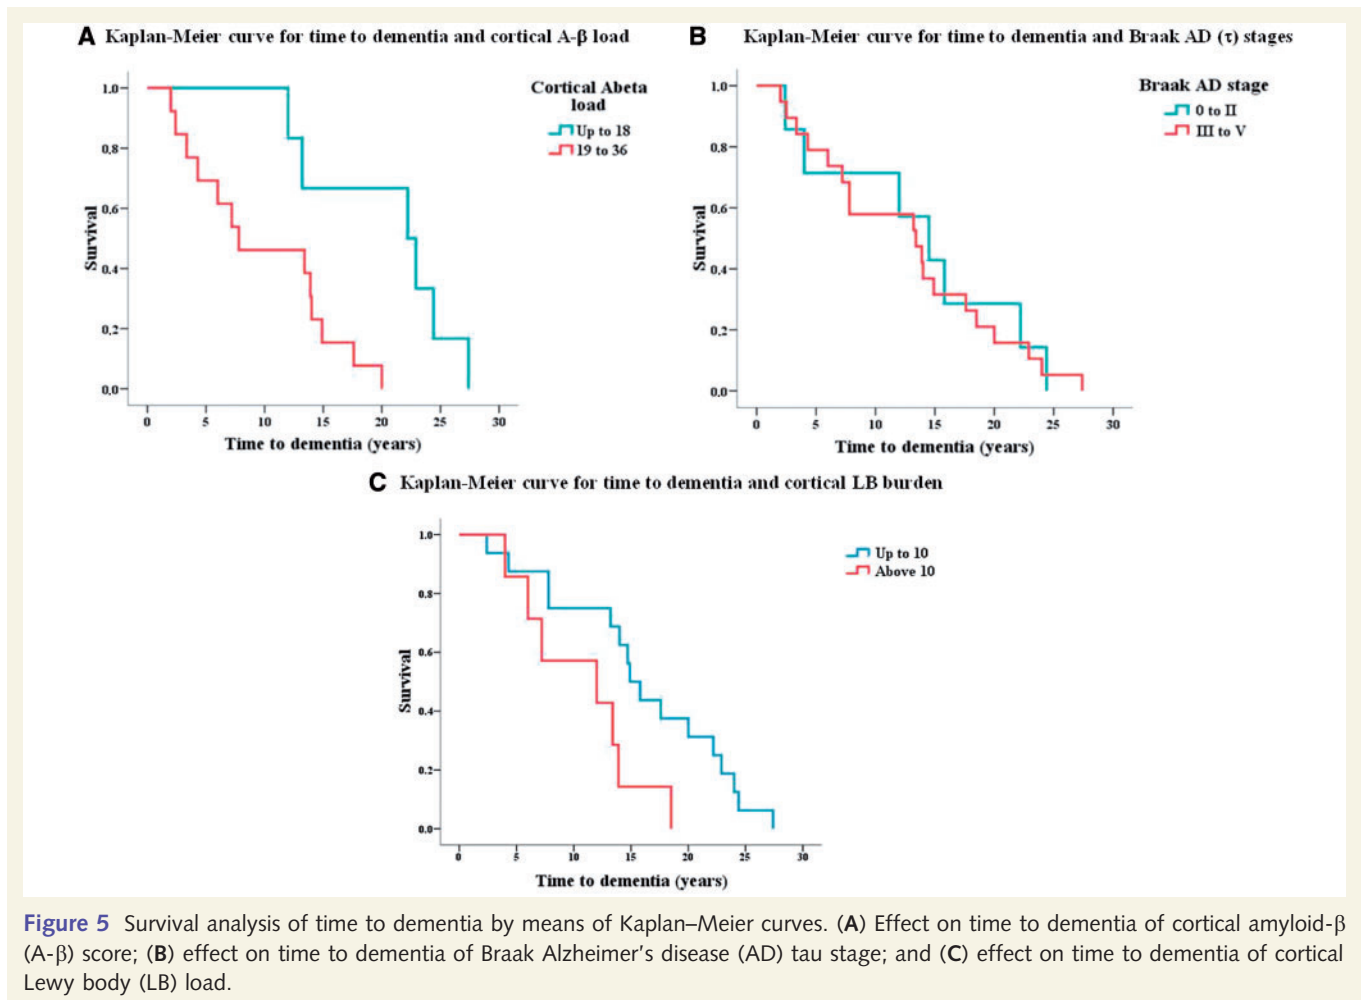 A Kaplan-Meier curve for time to dementia and cortical A-β load
Cortical Abeta
load
Up to 18
19 to 36
Survival
1.0
0.8
0.6
0.4
0.2
0.0
0 5 10 15 20 25 30
Time to dementia (years)
B Kaplan-Meier curve for time to dementia and Braak AD (τ) stages
Braak AD stage
0 to II
III to V
Survival
1.0
0.8
0.6
0.4
0.2
0.0
0 5 10 15 20 25 30
Time to dementia (years)
C Kaplan-Meier curve for time to dementia and cortical LB burden
Up to 10
Above 10
Survival
1.0
0.8
0.6
0.4
0.2
0.0
0 5 10 15 20 25 30
Time to dementia (years)
Figure 5 Survival analysis of time to dementia by means of Kaplan–Meier curves. (A) Effect on time to dementia of cortical amyloid-β
(A-β) score; (B) effect on time to dementia of Braak Alzheimer's disease (AD) tau stage; and (C) effect on time to dementia of cortical
Lewy body (LB) load.